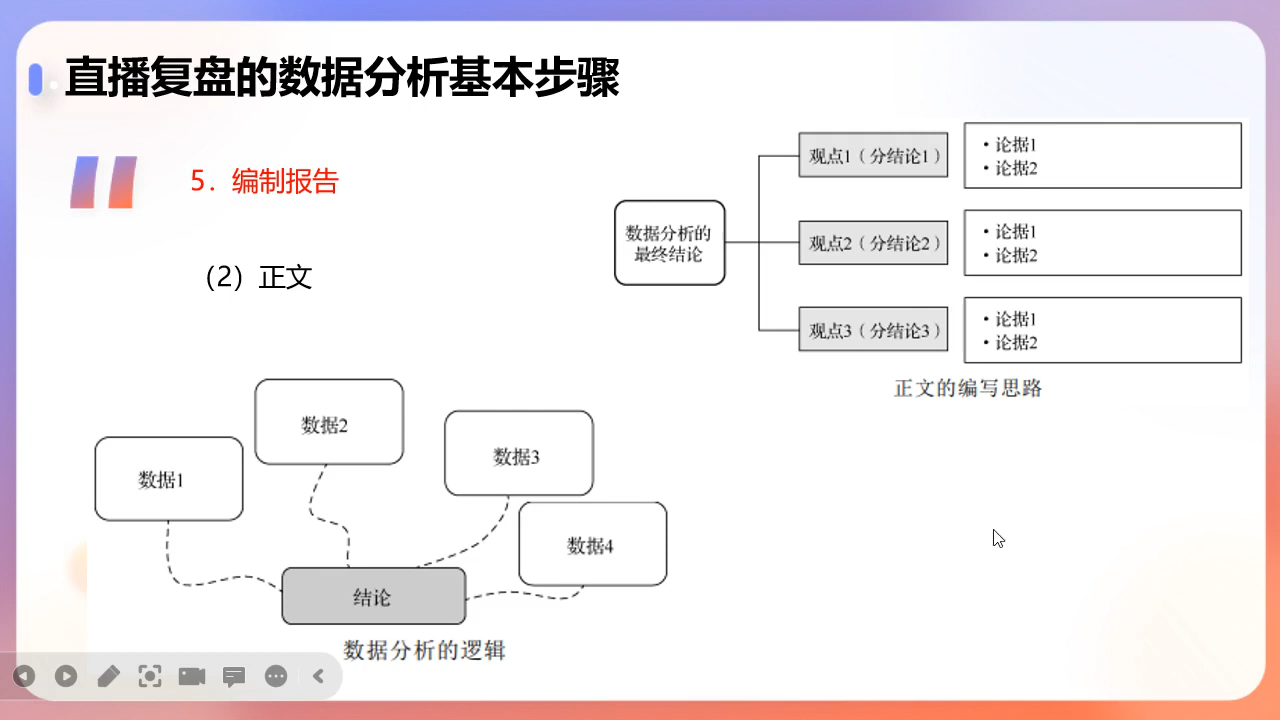 直播复盘的数据分析基本步骤
5. 编制报告
（2）正文
数据分析的
最终结论
观点1（分结论1）
• 论据1
• 论据2
观点2（分结论2）
• 论据1
• 论据2
观点3（分结论3）
• 论据1
• 论据2
正文的编写思路
数据1
数据2
数据3
数据4
结论
数据分析的逻辑